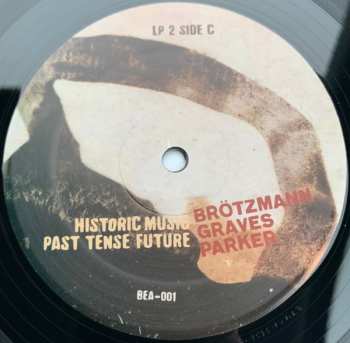 LP 2 SIDE C
HISTORIC MUSIC
PAST TENSE FUTURE
BRÖTZMANN
GRAVES
PARKER
BEA-001